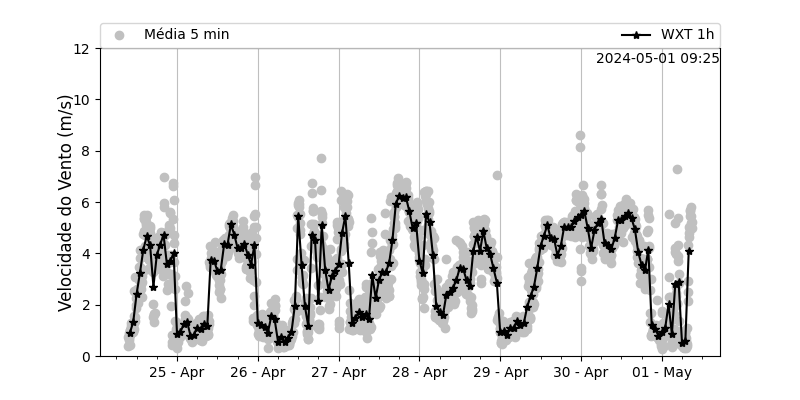 Média 5 min
WXT 1h
2024-05-01 09:25
Velocidade do Vento (m/s)
12
10
8
6
4
2
0
25 - Apr
26 - Apr
27 - Apr
28 - Apr
29 - Apr
30 - Apr
01 - May